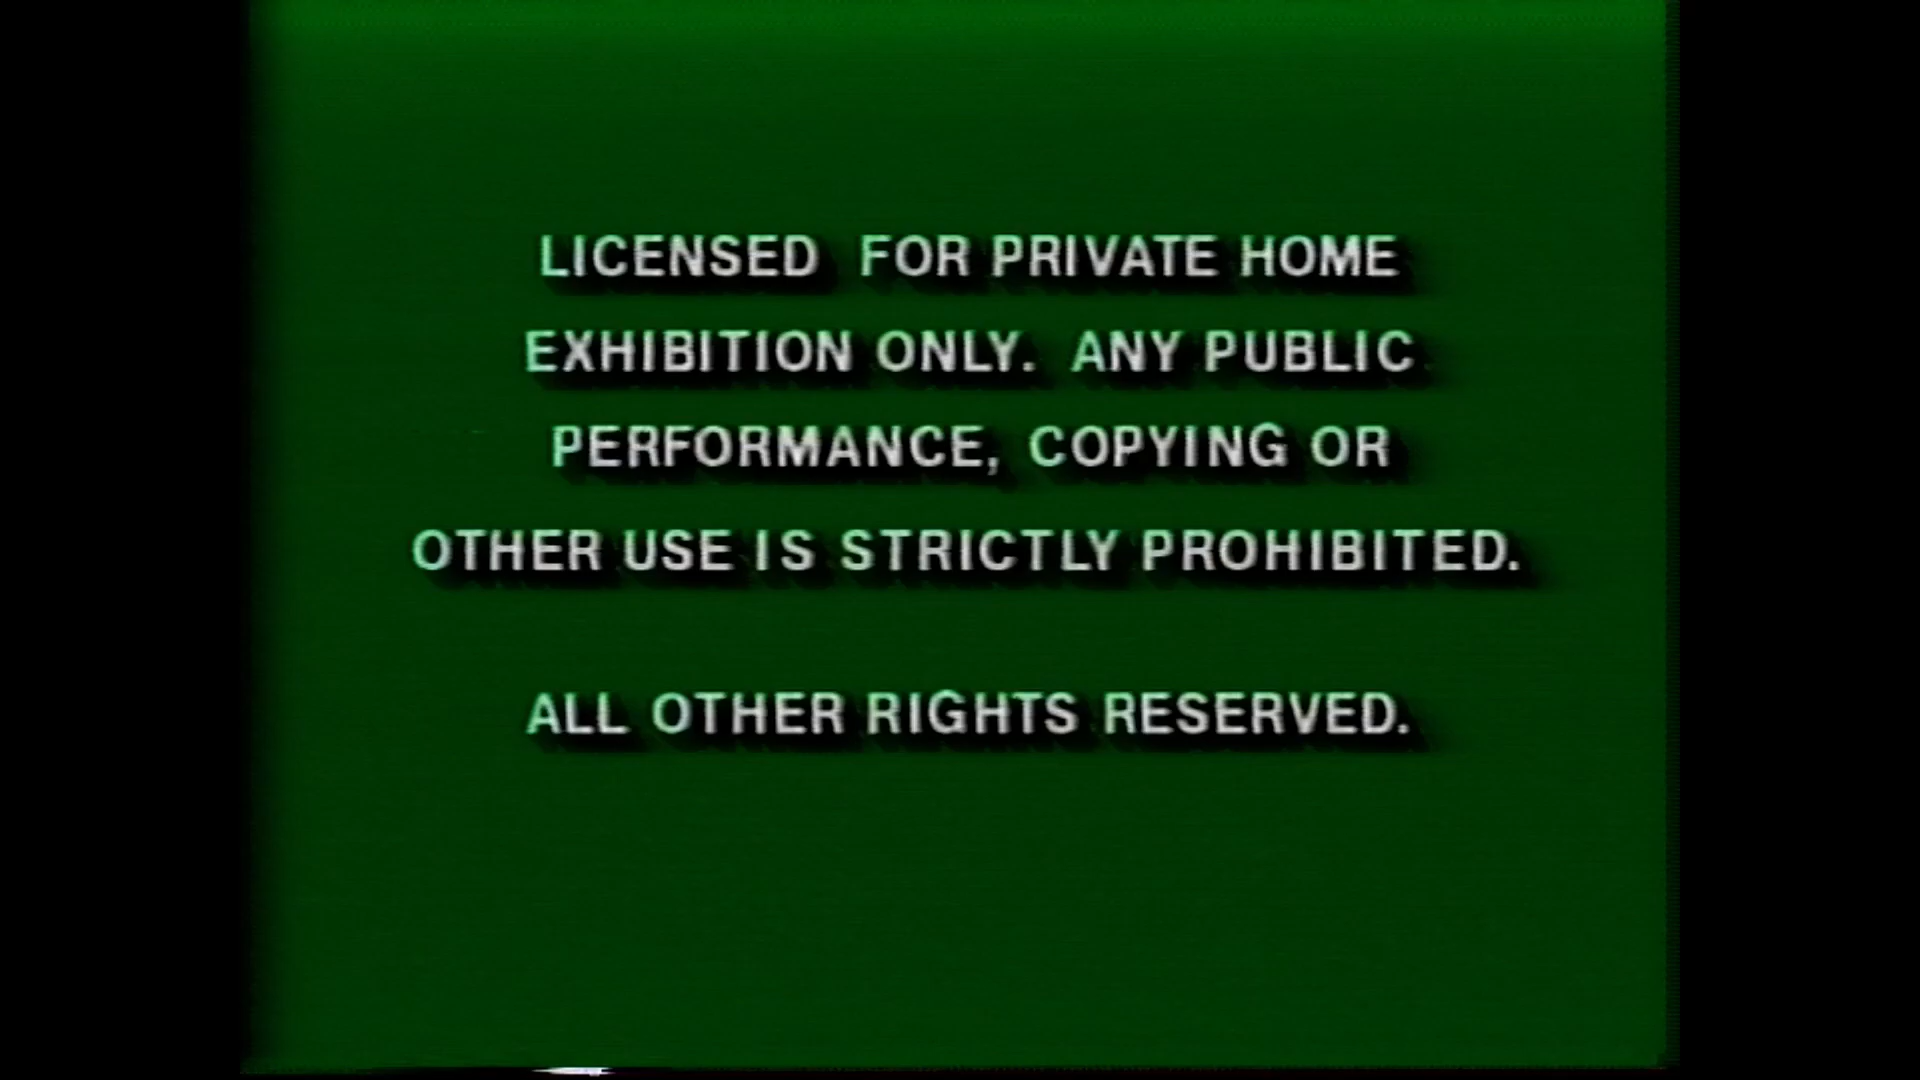 LICENSED FOR PRIVATE HOME
EXHIBITION ONLY. ANY PUBLIC
PERFORMANCE, COPYING OR
OTHER USE IS STRICTLY PROHIBITED.
ALL OTHER RIGHTS RESERVED.